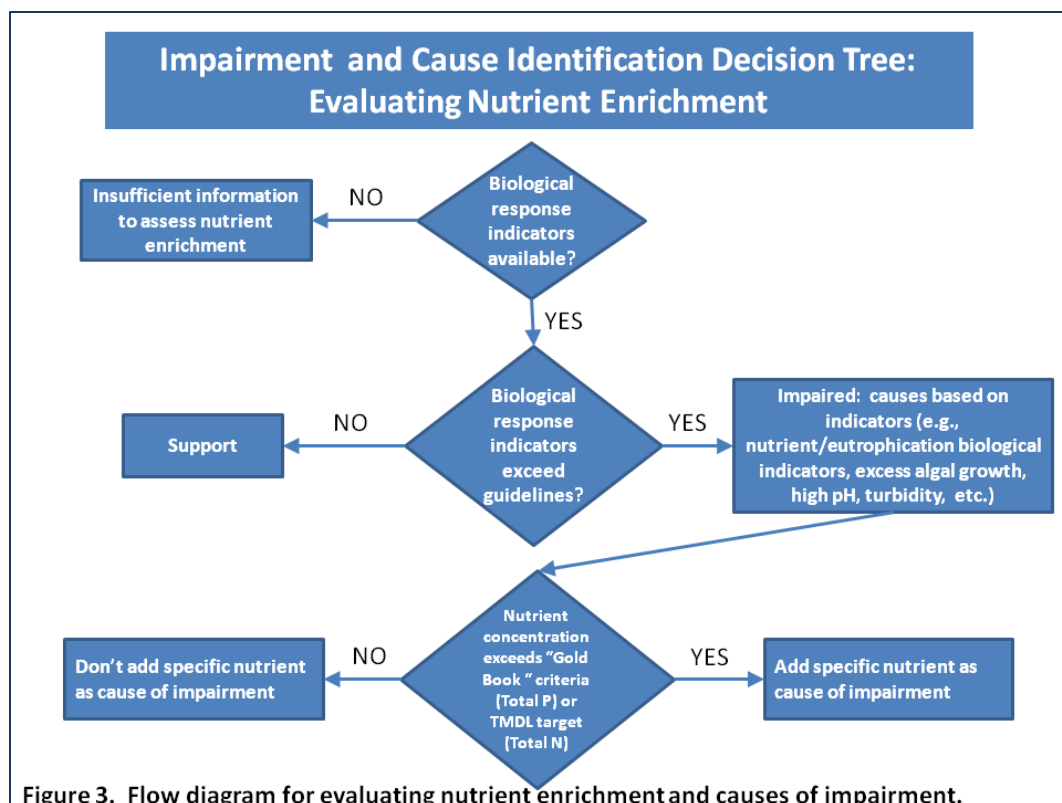 Impairment and Cause Identification Decision Tree:
Evaluating Nutrient Enrichment
Insufficient information
to assess nutrient
enrichment
NO
Biological
response
indicators
available?
YES
Support
NO
Biological
response
indicators
exceed
guidelines?
YES
Impaired: causes based on
indicators (e.g.,
nutrient/eutrophication biological
indicators, excess algal growth,
high pH, turbidity, etc.)
Don't add specific nutrient
as cause of impairment
NO
Nutrient
concentration
exceeds "Gold
Book " criteria
(Total P) or
TMDL target
(Total N)
YES
Add specific nutrient as
cause of impairment
Figure 3. Flow diagram for evaluating nutrient enrichment and causes of impairment.